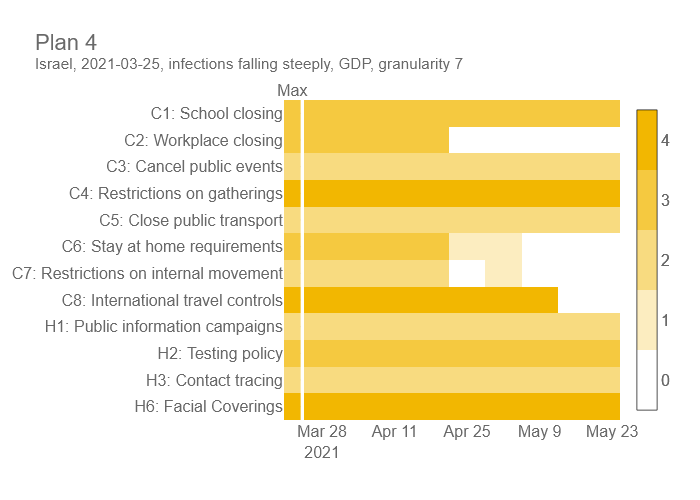 Plan 4
Israel, 2021-03-25, infections falling steeply, GDP, granularity 7
Max
C1: School closing
C2: Workplace closing
C3: Cancel public events
C4: Restrictions on gatherings
C5: Close public transport
C6: Stay at home requirements
C7: Restrictions on internal movement
C8: International travel controls
H1: Public information campaigns
H2: Testing policy
H3: Contact tracing
H6: Facial Coverings
4
3
2
1
0
Mar 28 Apr 11 Apr 25 May 9 May 23
2021